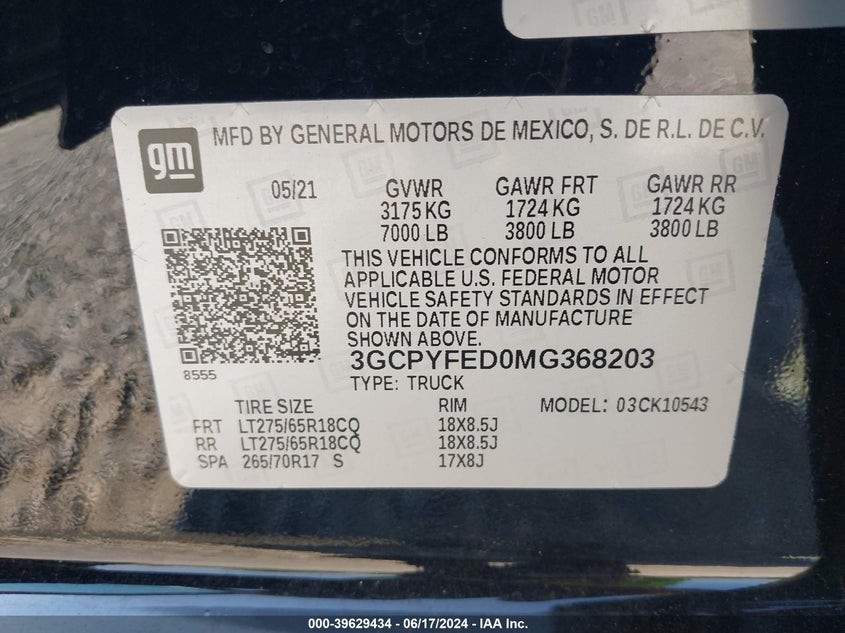 gm
MFD BY GENERAL MOTORS DE MEXICO, S. DE R.L. DE C.V.
05/21 GVWR GAWR FRT GAWR RR
3175 KG 1724 KG 1724 KG
7000 LB 3800 LB 3800 LB
THIS VEHICLE CONFORMS TO ALL
APPLICABLE U.S. FEDERAL MOTOR
VEHICLE SAFETY STANDARDS IN EFFECT
ON THE DATE OF MANUFACTURE
SHOWN ABOVE.
3GCPYFED0MG368203
8555
TYPE: TRUCK
TIRE SIZE RIM MODEL: 03CK10543
FRT LT275/65R18CQ 18X8.5J
RR LT275/65R18CQ 18X8.5J
SPA 265/70R17 S 17X8J
000-39629434 - 06/17/2024 - IAA Inc.